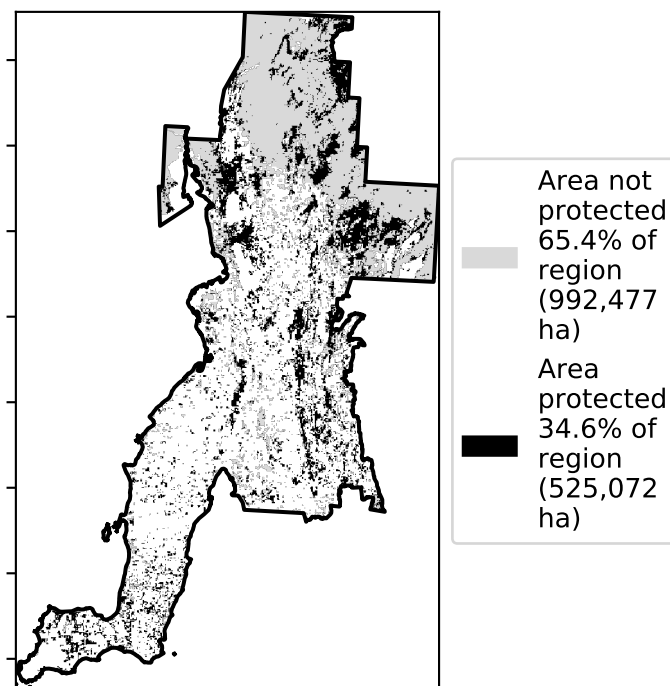 Area not
protected
65.4% of
region
(992,477
ha)
Area
protected
34.6% of
region
(525,072
ha)